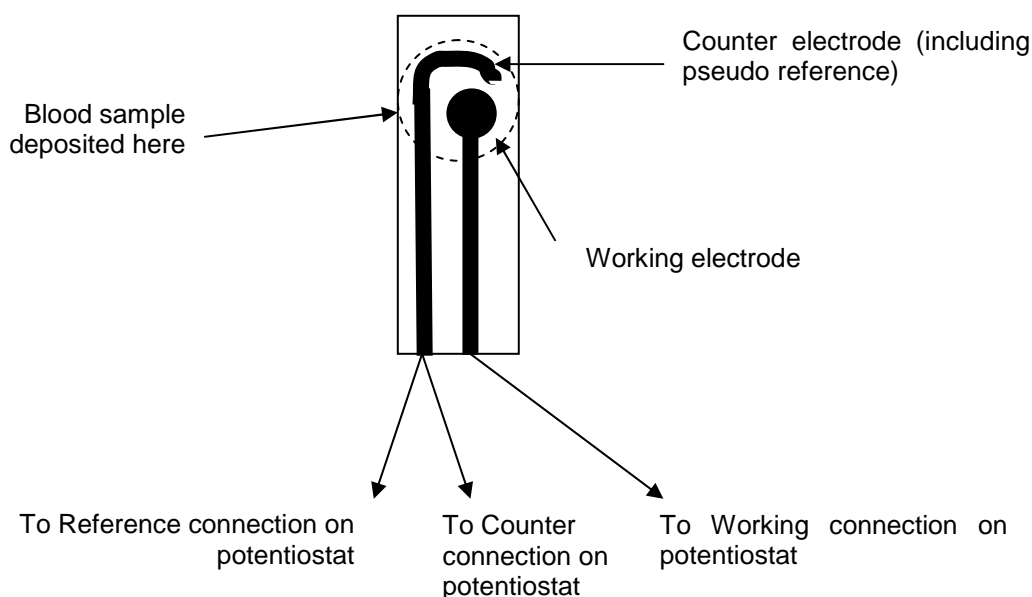 Counter electrode (including
pseudo reference)
Blood sample
deposited here
Working electrode
To Reference connection on
potentiostat
To Counter
connection on
potentiostat
To Working connection on
potentiostat